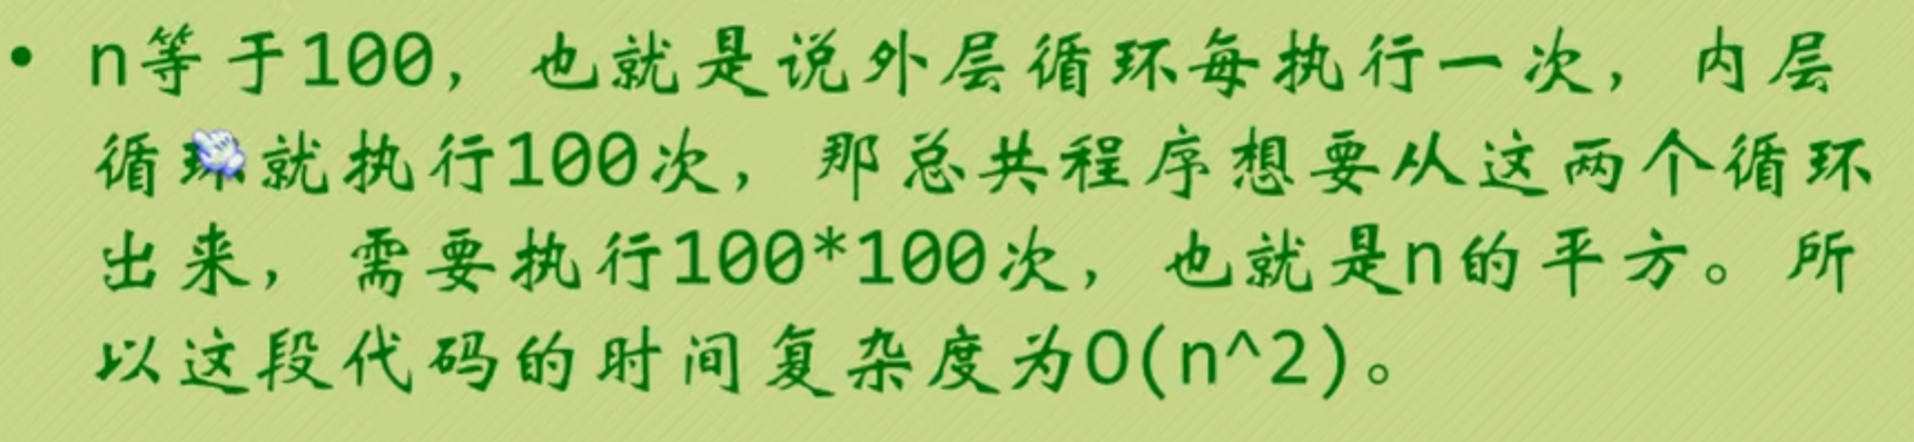 • n等于100，也就是说外层循环每执行一次，内层
循环就执行100次，那总共程序想要从这两个循环
出来，需要执行100*100次，也就是n的平方。所
以这段代码的时间复杂度为O(n^2)。